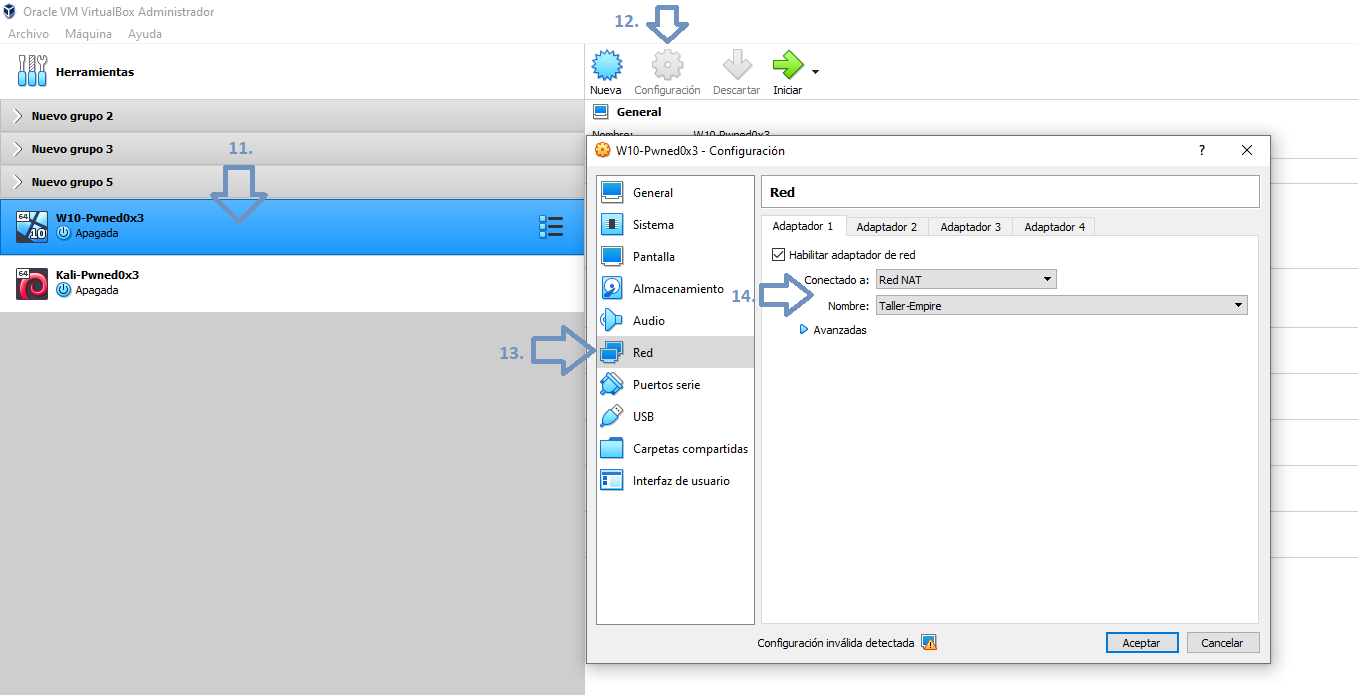 Oracle VM VirtualBox Administrador
Archivo Máquina Ayuda
12.
Herramientas
Nueva Configuración Descartar Iniciar
Nuevo grupo 2
Nuevo grupo 3
Nuevo grupo 5
11.
64
10
W10-Pwned0x3
Apagada
64
Kali-Pwned0x3
Apagada
General
Nombre: W10-Pwned0x3
W10-Pwned0x3 - Configuración ?
General
Sistema
Pantalla
Almacenamiento
Audio
Red
Puertos serie
USB
Carpetas compartidas
Interfaz de usuario
13.
Red
Adaptador 1 Adaptador 2 Adaptador 3 Adaptador 4
Habilitar adaptador de red
Conectado a: Red NAT
14.
Nombre: Taller-Empire
Avanzadas
Configuración inválida detectada
Aceptar Cancelar